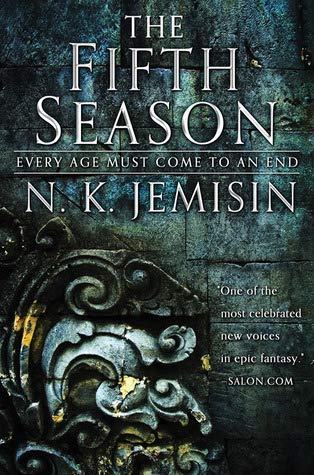 THE
FIFTH
SEASON
EVERY AGE MUST COME TO AN END
N. K. JEMISIN
"One of the
most celebrated
new voices
in epic fantasy."
SALON.COM